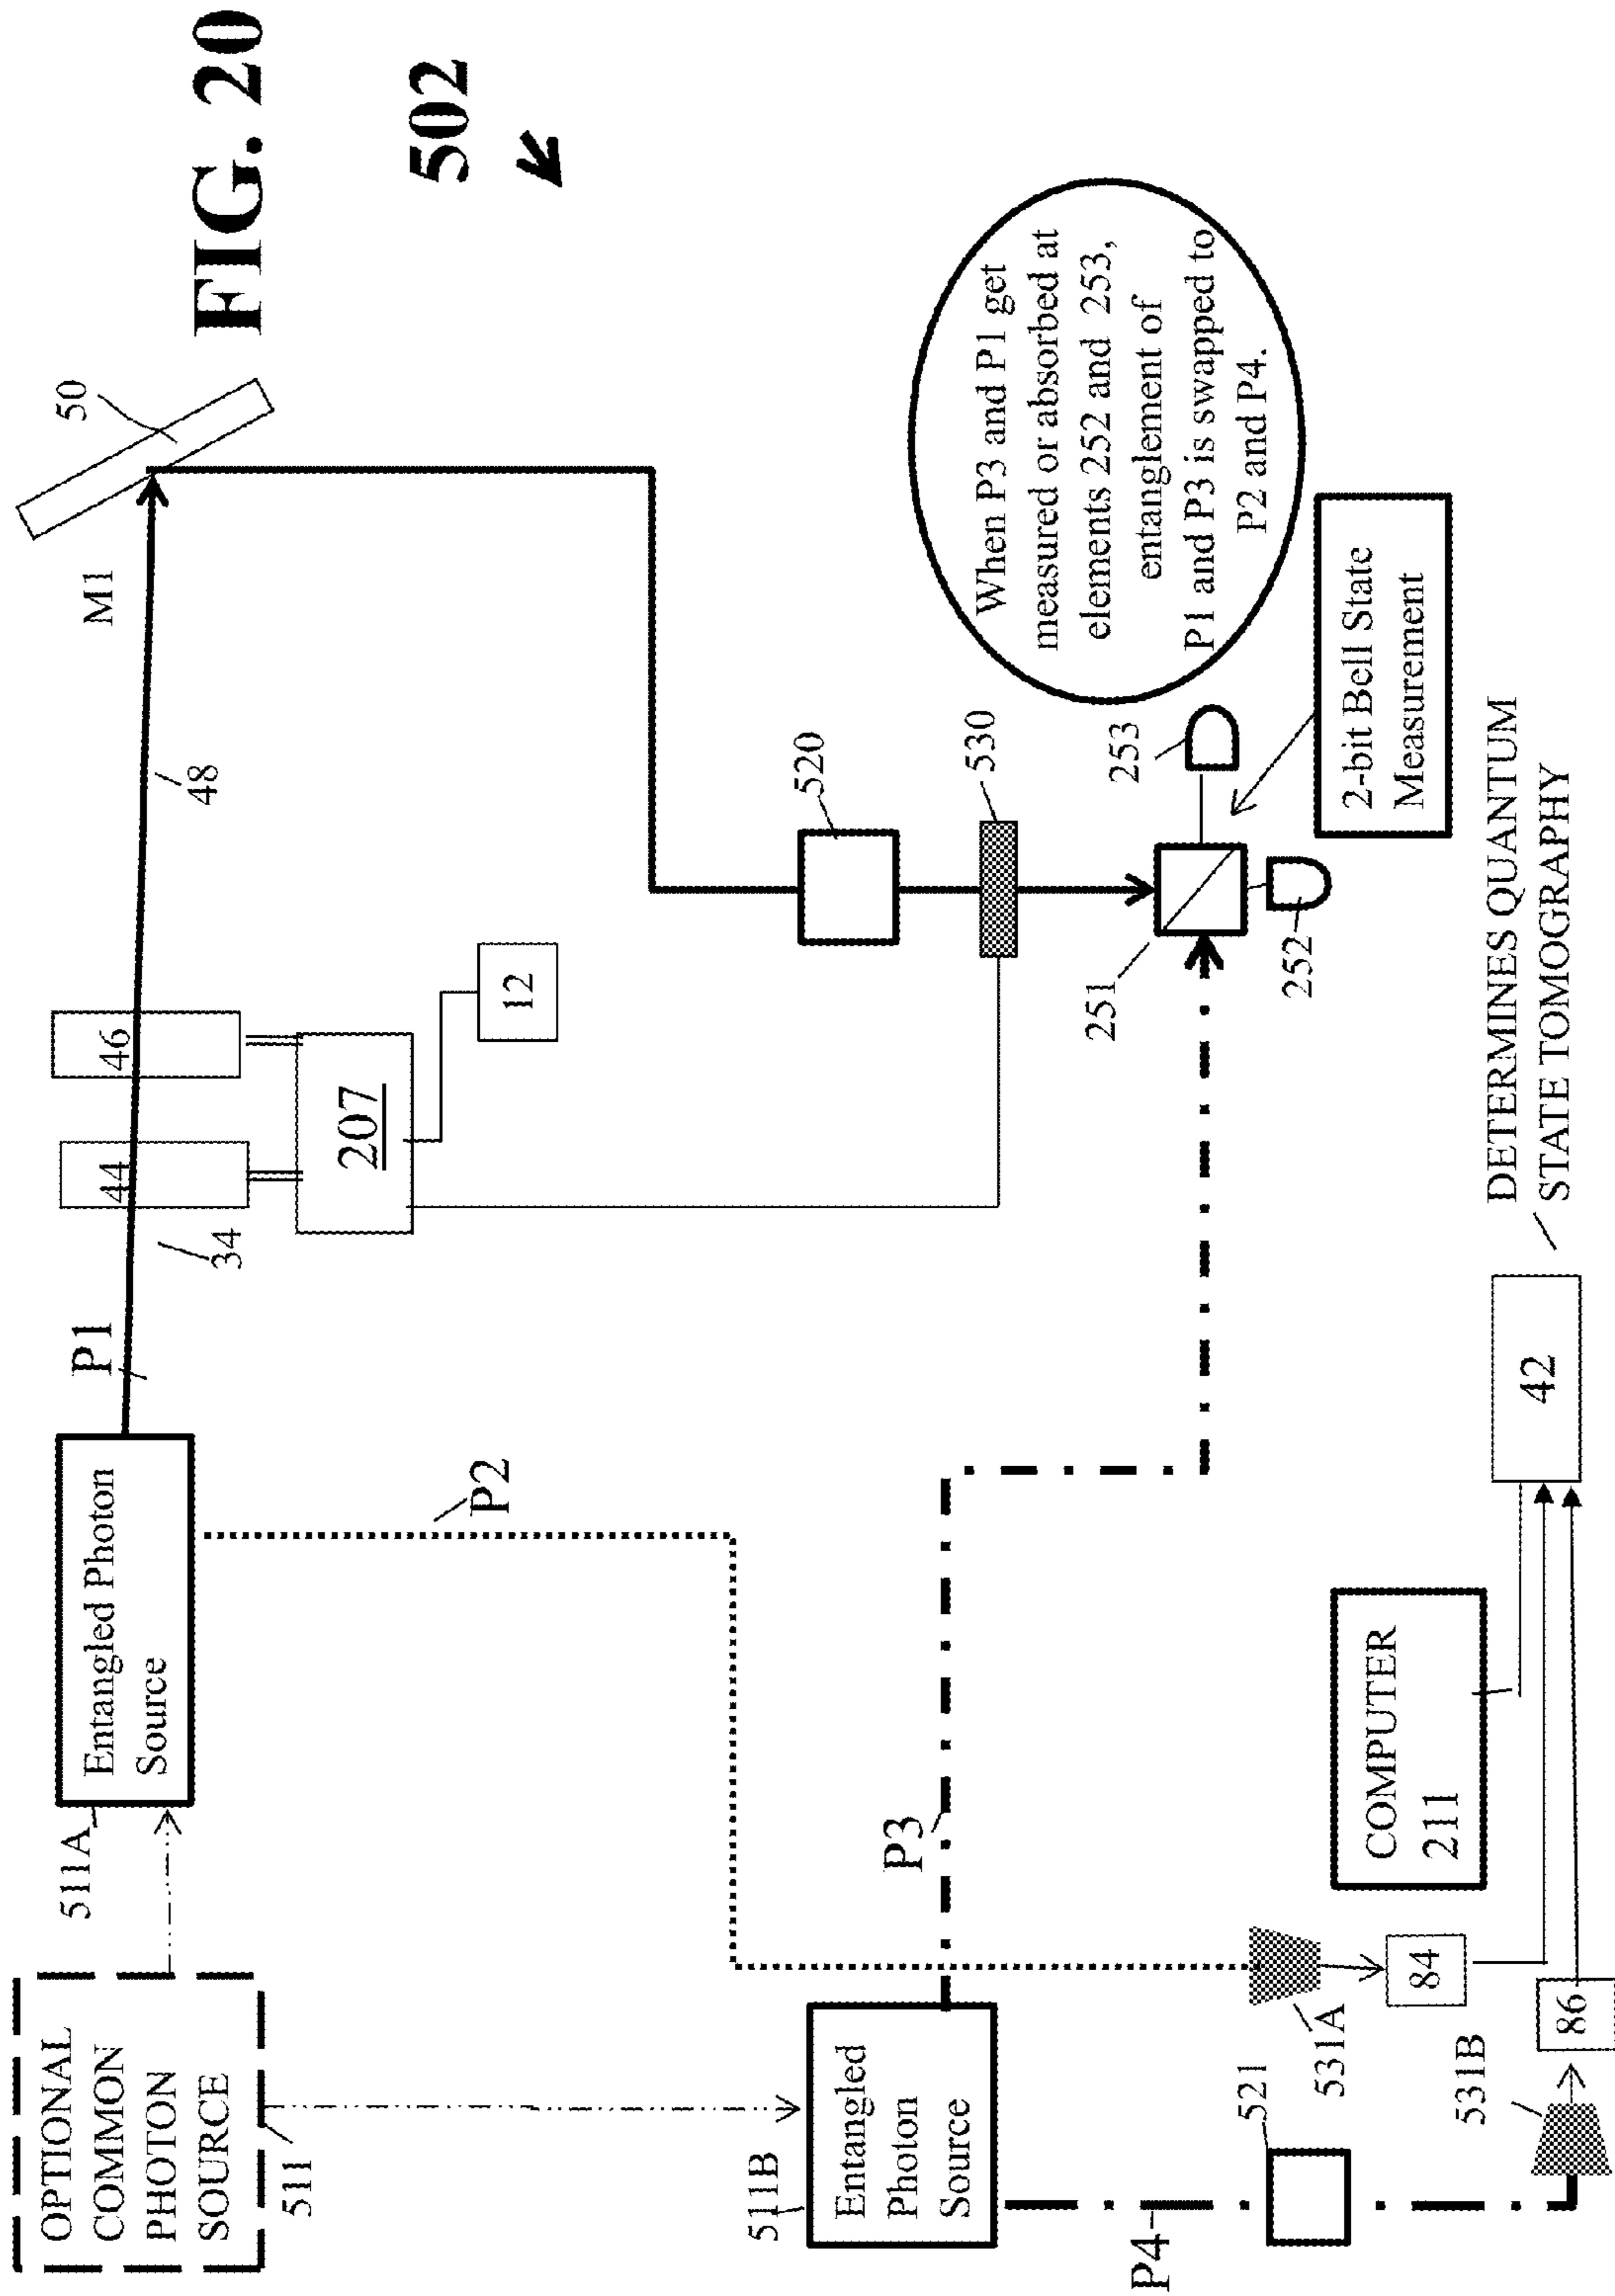 FIG. 20
502
OPTIONAL
COMMON
PHOTON
SOURCE
511
511A
Entangled Photon
Source
P1
34
44
46
207
12
48
M1
50
P2
520
530
511B
Entangled
Photon
Source
P3
251
252
253
When P3 and P1 get
measured or absorbed at
elements 252 and 253,
entanglement of
P1 and P3 is swapped to
P2 and P4.
2-bit Bell State
Measurement
P4
521
531A
84
531B
86
COMPUTER
211
42
DETERMINES QUANTUM
STATE TOMOGRAPHY